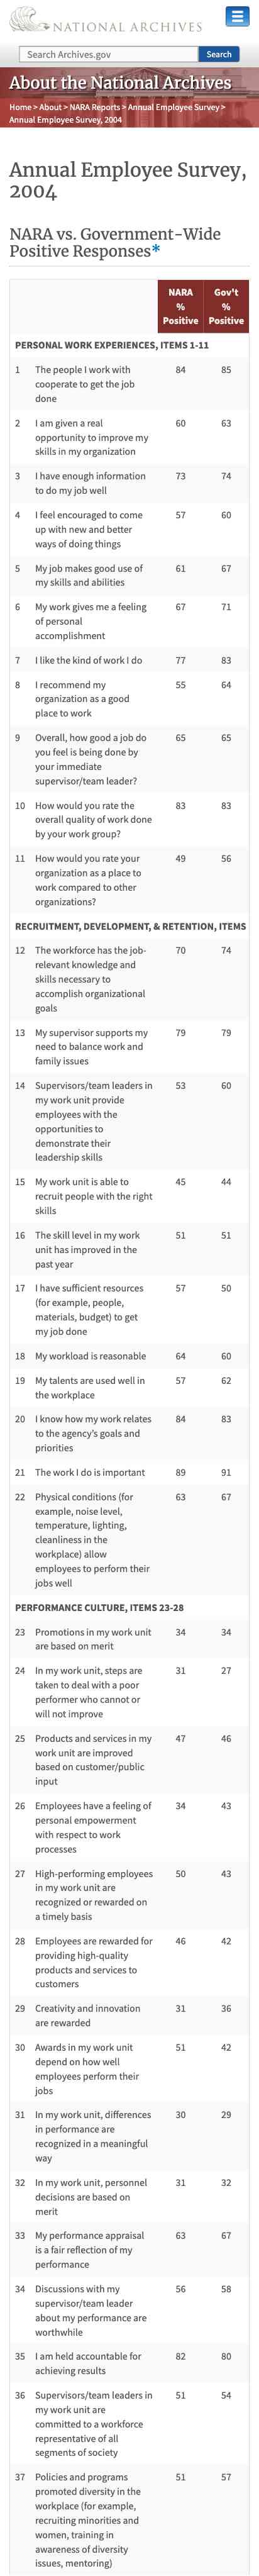 NATIONAL ARCHIVES
Search Archives.gov
Search
About the National Archives
Home > About > NARA Reports > Annual Employee Survey >
Annual Employee Survey, 2004
Annual Employee Survey,
2004
NARA vs. Government-Wide
Positive Responses*
NARA Gov't
% %
Positive Positive
PERSONAL WORK EXPERIENCES, ITEMS 1-11
1 The people I work with 84 85
cooperate to get the job
done
2 I am given a real 60 63
opportunity to improve my
skills in my organization
3 I have enough information 73 74
to do my job well
4 I feel encouraged to come 57 60
up with new and better
ways of doing things
5 My job makes good use of 61 67
my skills and abilities
6 My work gives me a feeling 67 71
of personal
accomplishment
7 I like the kind of work I do 77 83
8 I recommend my 55 64
organization as a good
place to work
9 Overall, how good a job do 65 65
you feel is being done by
your immediate
supervisor/team leader?
10 How would you rate the 83 83
overall quality of work done
by your work group?
11 How would you rate your 49 56
organization as a place to
work compared to other
organizations?
RECRUITMENT, DEVELOPMENT, & RETENTION, ITEMS
12 The workforce has the job- 70 74
relevant knowledge and
skills necessary to
accomplish organizational
goals
13 My supervisor supports my 79 79
need to balance work and
family issues
14 Supervisors/team leaders in 53 60
my work unit provide
employees with the
opportunities to
demonstrate their
leadership skills
15 My work unit is able to 45 44
recruit people with the right
skills
16 The skill level in my work 51 51
unit has improved in the
past year
17 I have sufficient resources 57 50
(for example, people,
materials, budget) to get
my job done
18 My workload is reasonable 64 60
19 My talents are used well in 57 62
the workplace
20 I know how my work relates 84 83
to the agency's goals and
priorities
21 The work I do is important 89 91
22 Physical conditions (for 63 67
example, noise level,
temperature, lighting,
cleanliness in the
workplace) allow
employees to perform their
jobs well
PERFORMANCE CULTURE, ITEMS 23-28
23 Promotions in my work unit 34 34
are based on merit
24 In my work unit, steps are 31 27
taken to deal with a poor
performer who cannot or
will not improve
25 Products and services in my 47 46
work unit are improved
based on customer/public
input
26 Employees have a feeling of 34 43
personal empowerment
with respect to work
processes
27 High-performing employees 50 43
in my work unit are
recognized or rewarded on
a timely basis
28 Employees are rewarded for 46 42
providing high-quality
products and services to
customers
29 Creativity and innovation 31 36
are rewarded
30 Awards in my work unit 51 42
depend on how well
employees perform their
jobs
31 In my work unit, differences 30 29
in performance are
recognized in a meaningful
way
32 In my work unit, personnel 31 32
decisions are based on
merit
33 My performance appraisal 63 67
is a fair reflection of my
performance
34 Discussions with my 56 58
supervisor/team leader
about my performance are
worthwhile
35 I am held accountable for 82 80
achieving results
36 Supervisors/team leaders in 51 54
my work unit are
committed to a workforce
representative of all
segments of society
37 Policies and programs 51 57
promoted diversity in the
workplace (for example,
recruiting minorities and
women, training in
awareness of diversity
issues, mentoring)